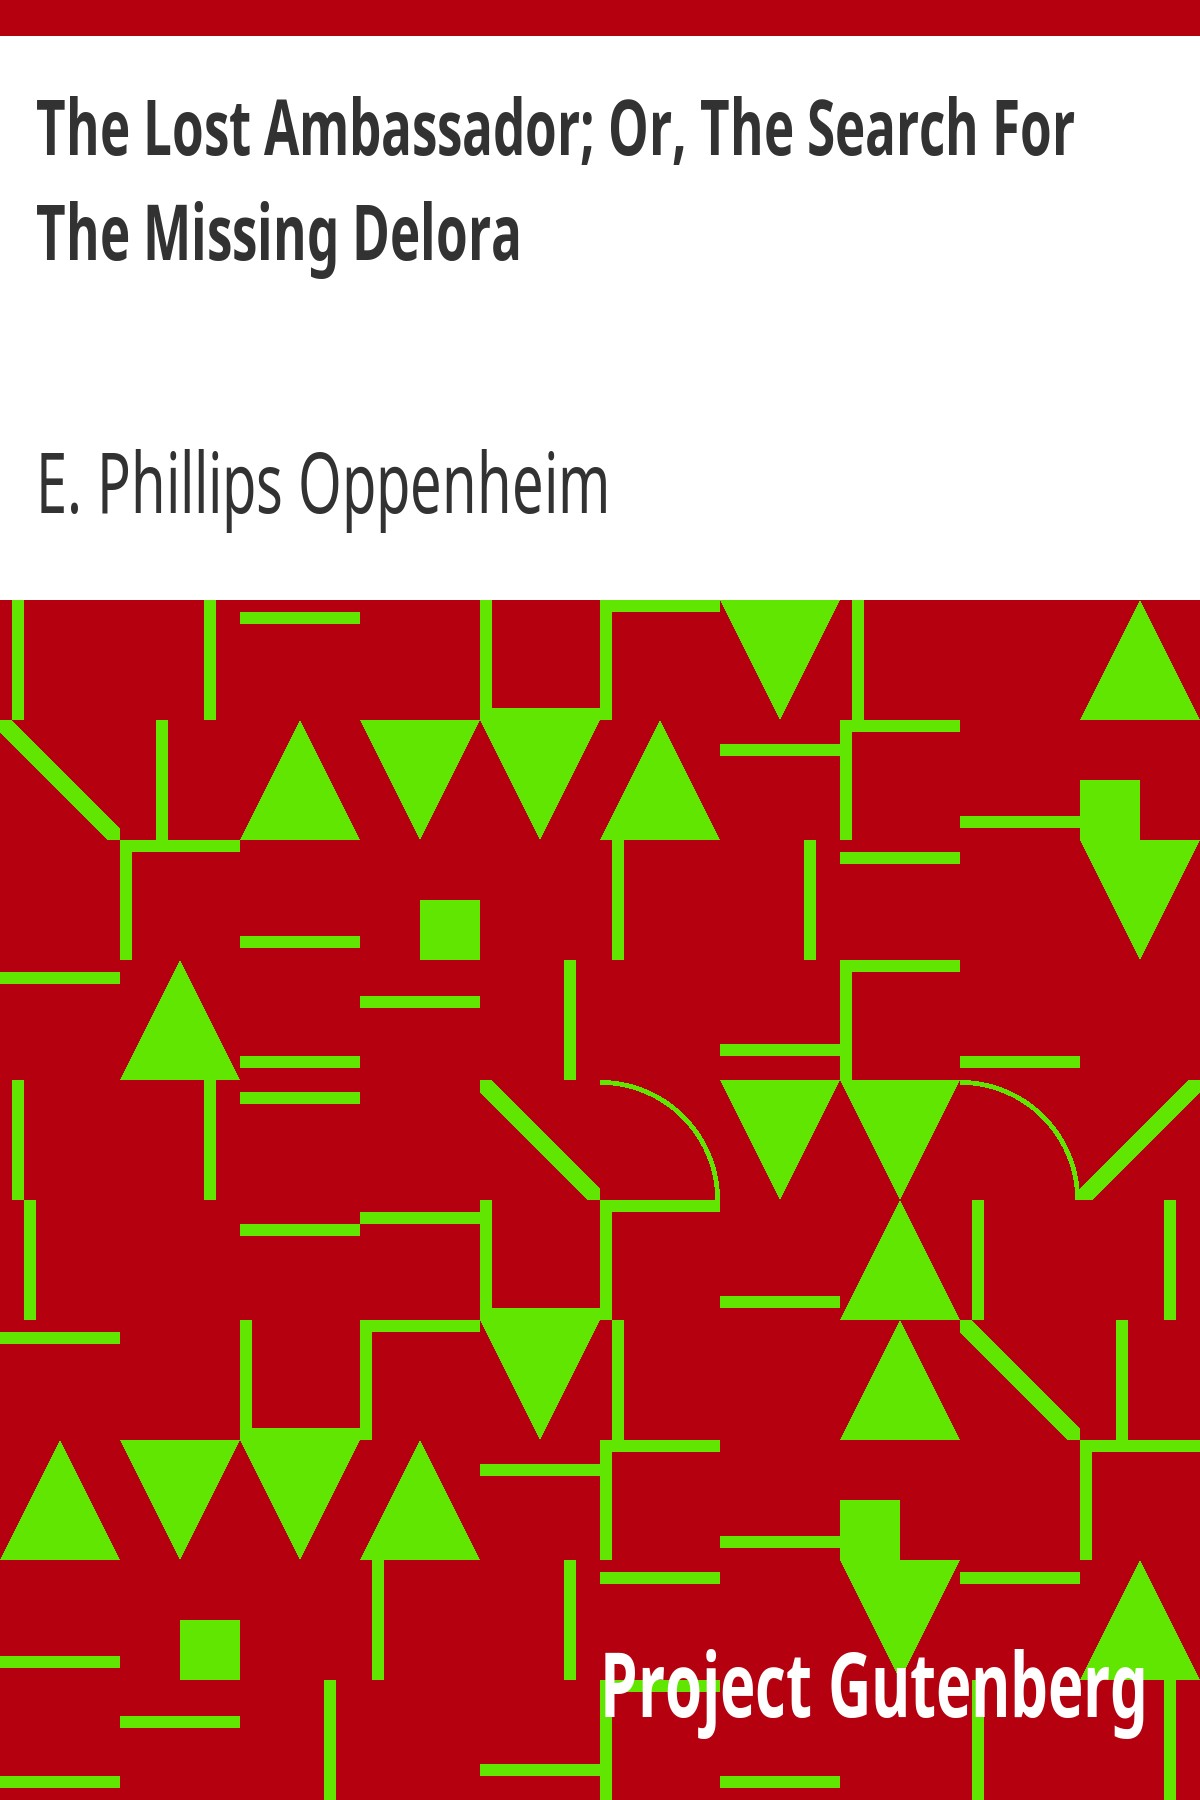 The Lost Ambassador; Or, The Search For
The Missing Delora
E. Phillips Oppenheim
Project Gutenberg